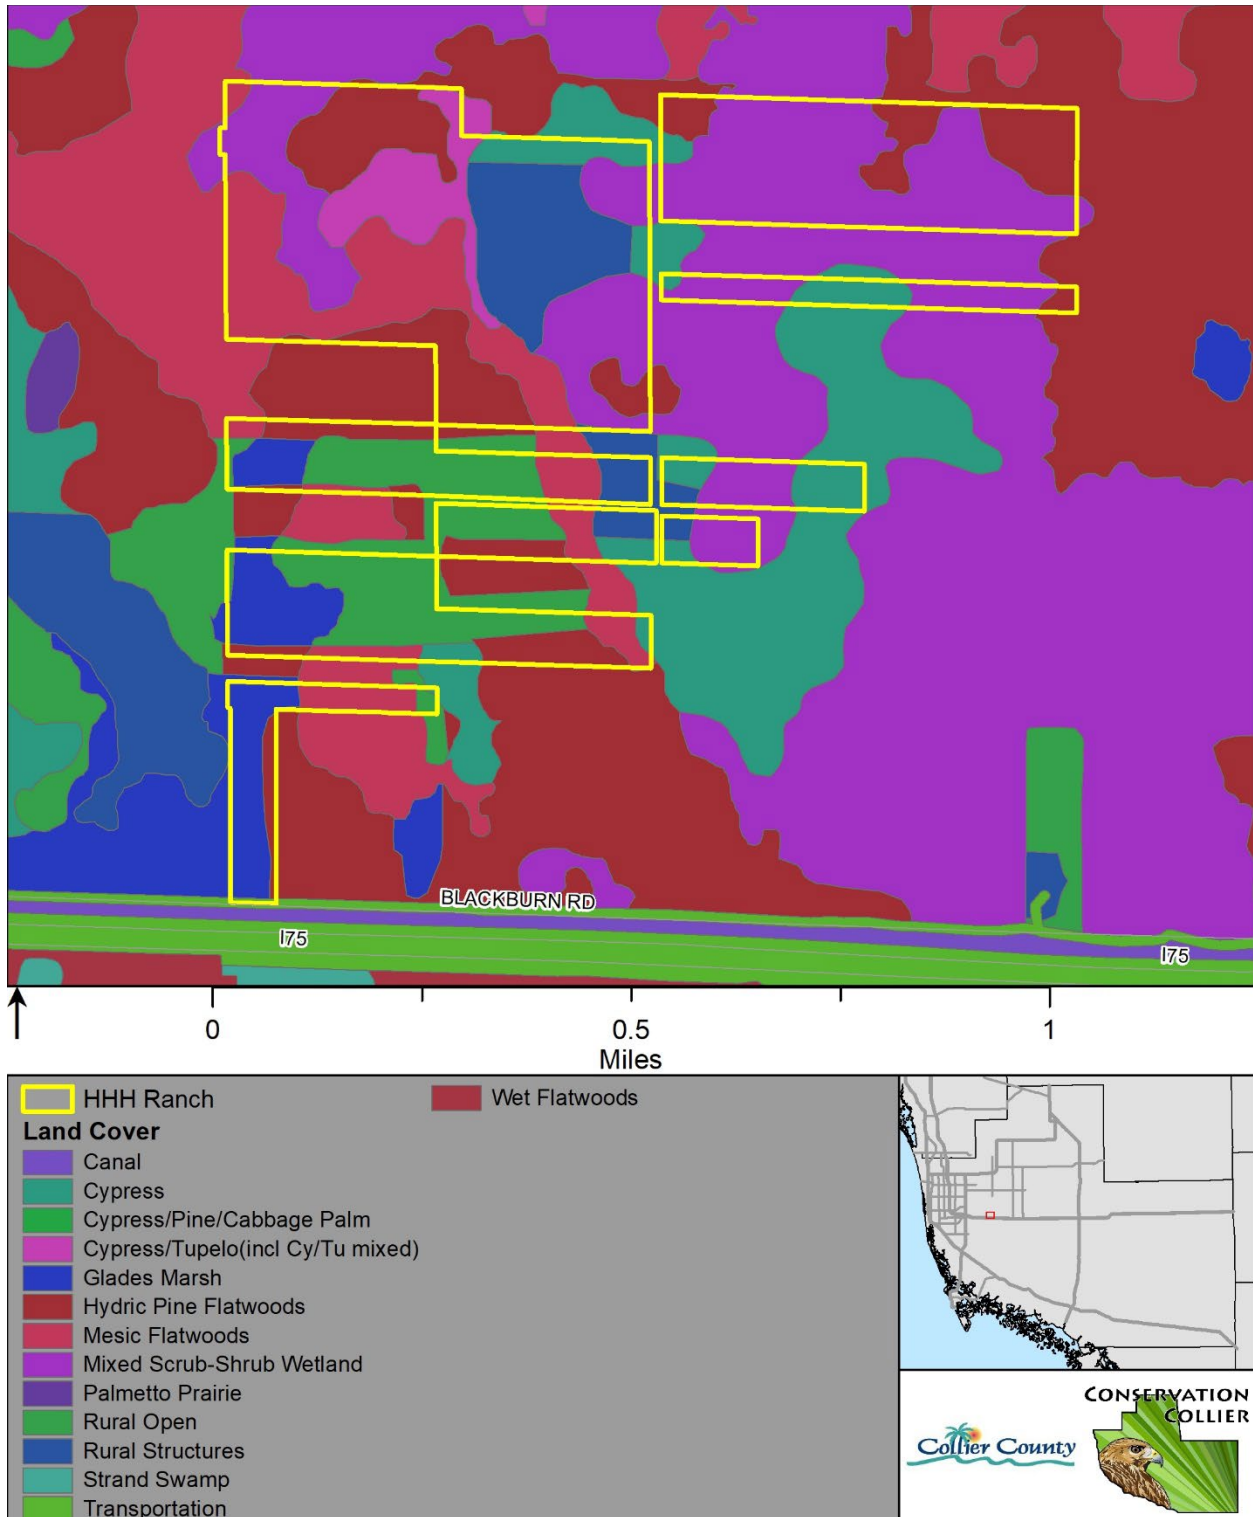 BLACKBURN RD
I75
I75
0
0.5
1
Miles
HHH Ranch
Wet Flatwoods
Land Cover
Canal
Cypress
Cypress/Pine/Cabbage Palm
Cypress/Tupelo(incl Cy/Tu mixed)
Glades Marsh
Hydric Pine Flatwoods
Mesic Flatwoods
Mixed Scrub-Shrub Wetland
Palmetto Prairie
Rural Open
Rural Structures
Strand Swamp
Transportation
Collier County
CONSERVATION
COLLIER